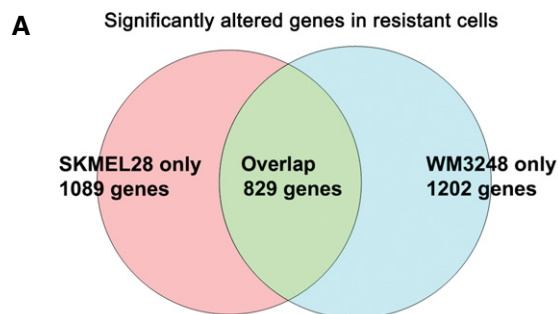 A
Significantly altered genes in resistant cells
SKMEL28 only
1089 genes
Overlap
829 genes
WM3248 only
1202 genes